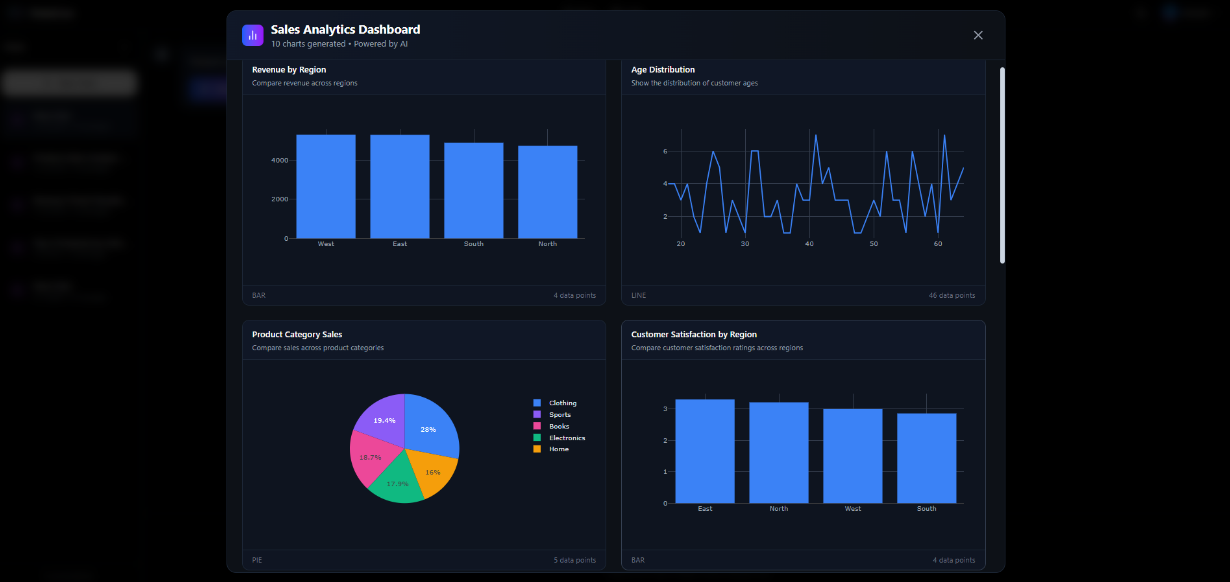 Sales Analytics Dashboard
10 charts generated • Powered by AI
Revenue by Region
Compare revenue across regions
4000
2000
0
West East South North
BAR 4 data points
Age Distribution
Show the distribution of customer ages
6
4
2
20 30 40 50 60
LINE 46 data points
Product Category Sales
Compare sales across product categories
19.4%
28%
18.7%
16%
17.9%
Clothing
Sports
Books
Electronics
Home
PIE 5 data points
Customer Satisfaction by Region
Compare customer satisfaction ratings across regions
3
2
1
0
East North West South
BAR 4 data points